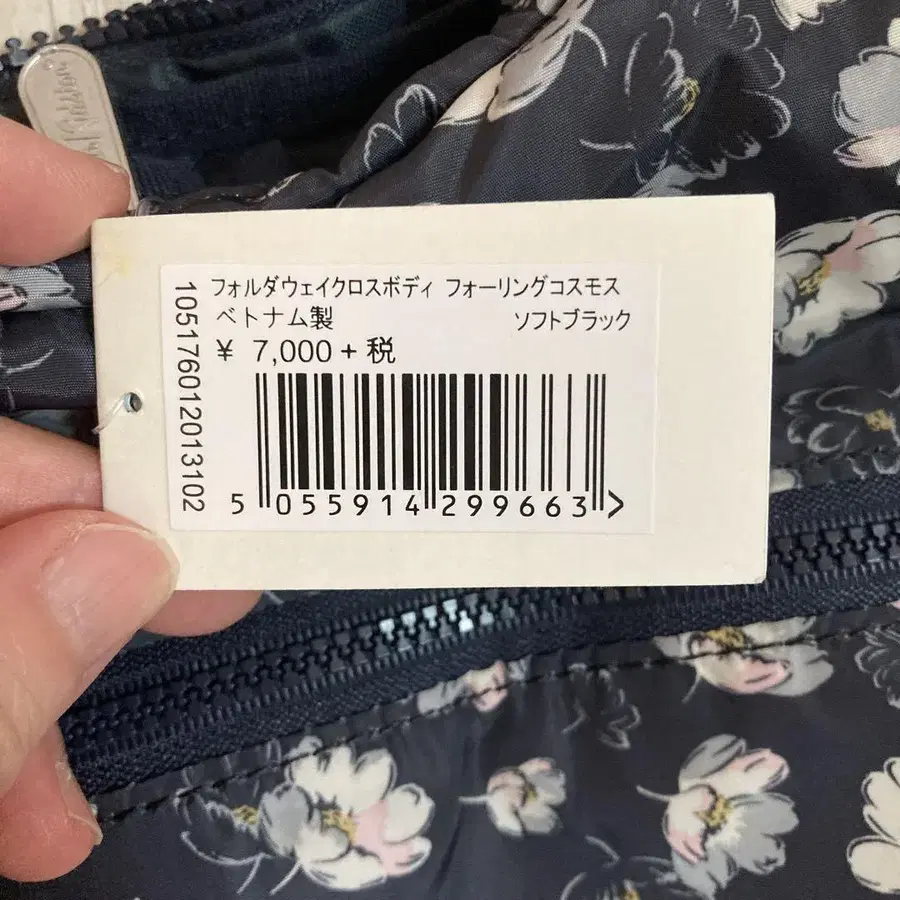 フォルダウェイクロスボディ フォーリングコスモス
ベトナム製 ソフトブラック
¥ 7,000 + 税
5 055914 299663 >
105176012013102